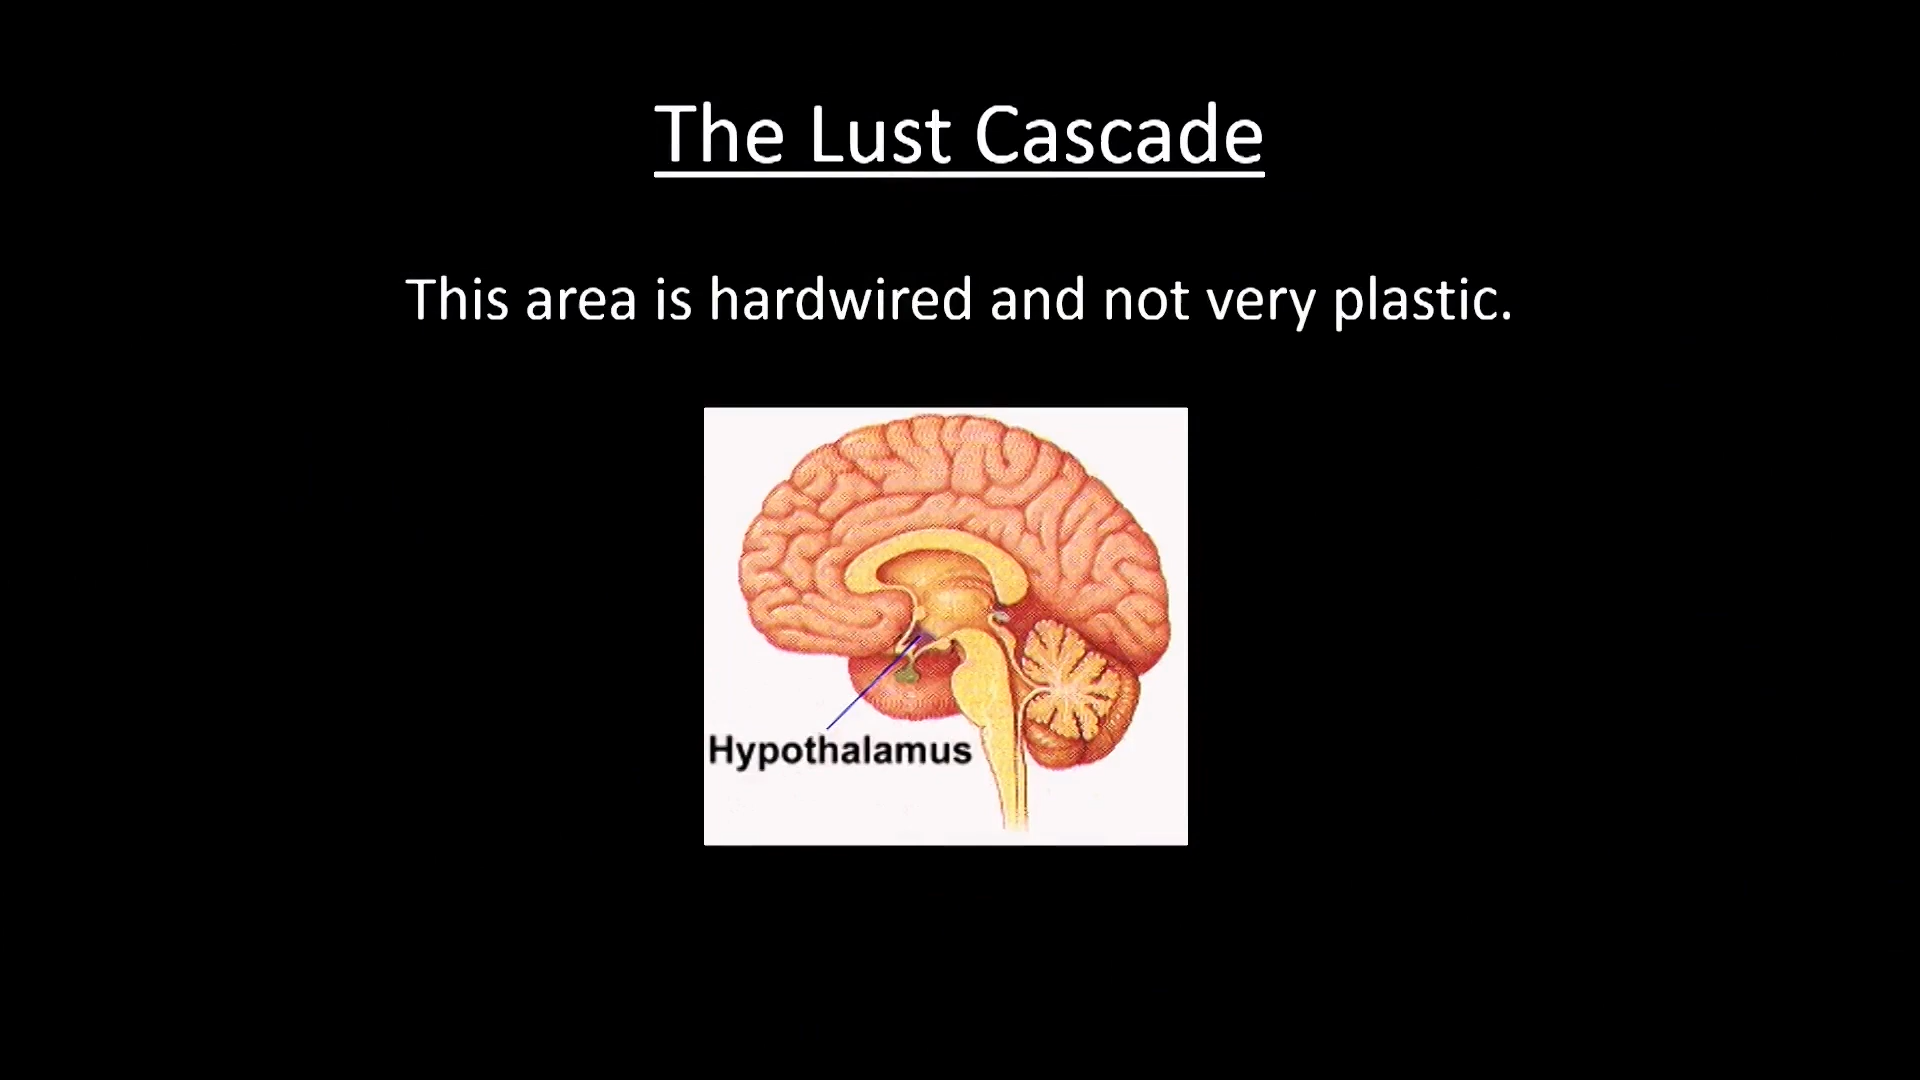 The Lust Cascade
This area is hardwired and not very plastic.
Hypothalamus